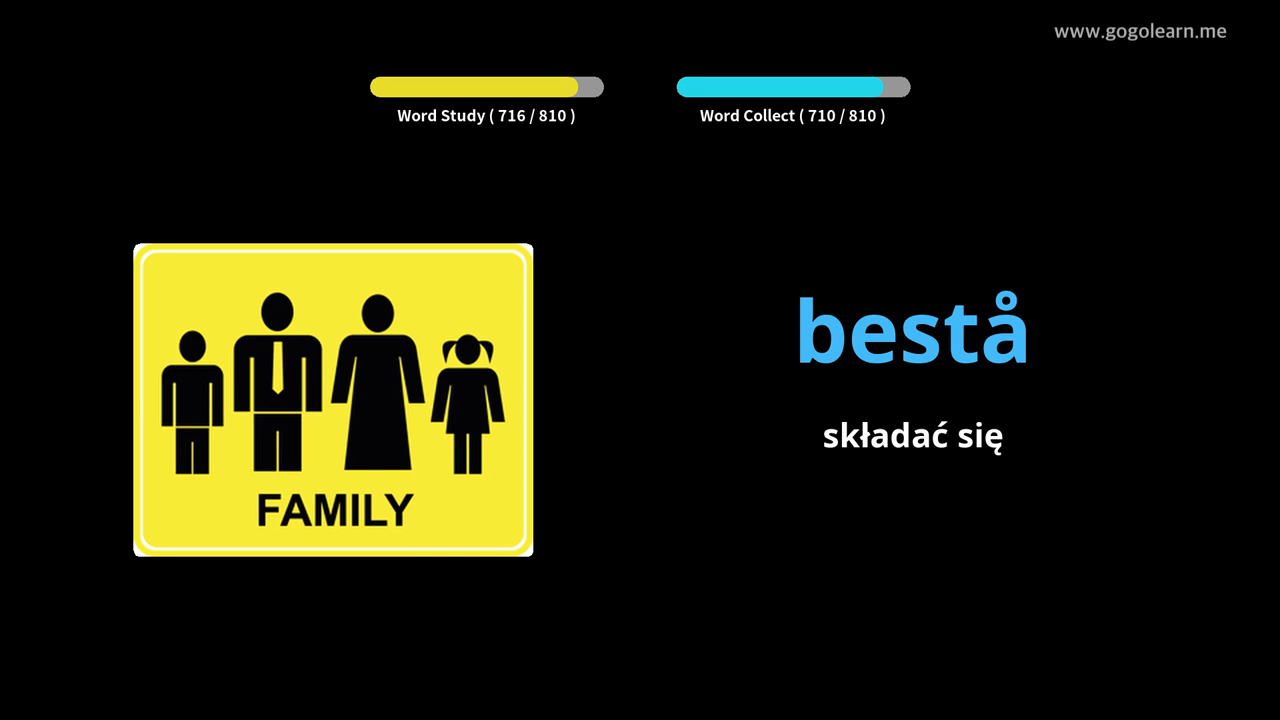 www.gogolearn.me
Word Study ( 716 / 810 )
Word Collect ( 710 / 810 )
bestå
składać się
FAMILY